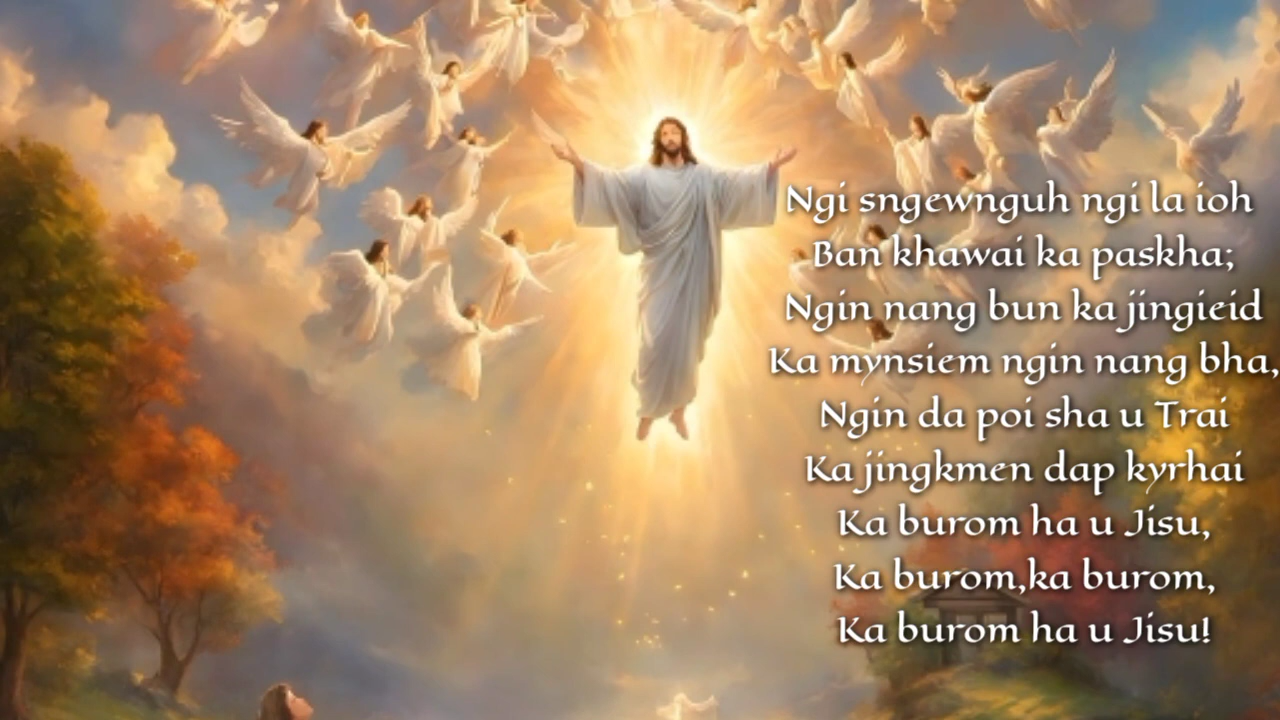 Ngi sngewnguh ngi la ioh
Ban khawai ka paskha;
Ngin nang bun ka jingieid
Ka mynsiem ngin nang bha,
Ngin da poi sha u Trai
Ka jingkmen dap kyrhai
Ka burom ha u Jisu,
Ka burom,ka burom,
Ka burom ha u Jisu!